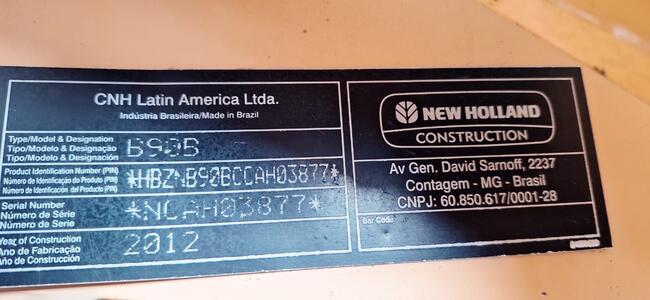 CNH Latin America Ltda.
Indústria Brasileira/Made in Brazil
Type/Model & Designation
Tipo/Modelo & Designação
Tipo/Modelo & Designación
B90B
Product Identification Number (PIN)
Número de Identificação do Produto (PIN)
Número de Identificación del Producto (PIN)
*HBZNB90BCCAH03877*
Serial Number
Número de Série
Número de Serie
*NCAH03877*
Year of Construction
Ano de Fabricação
Año de Construcción
2012
NEW HOLLAND
CONSTRUCTION
Av Gen. David Sarnoff, 2237
Contagem - MG - Brasil
CNPJ: 60.850.617/0001-28
Bar Code